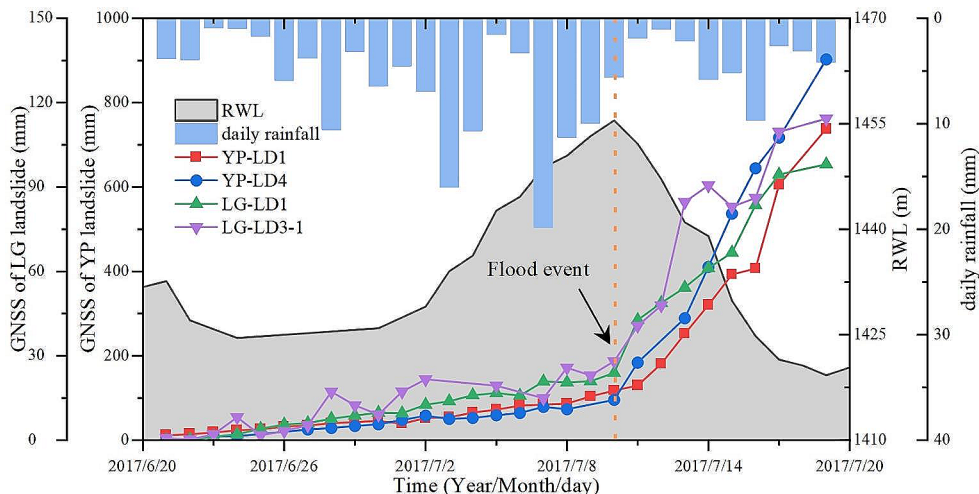 150
120
90
60
30
0
GNSS of LG landslide (mm)
1000
800
600
400
200
0
GNSS of YP landslide (mm)
RWL
daily rainfall
YP-LD1
YP-LD4
LG-LD1
LG-LD3-1
Flood event
1470
1455
1440
1425
1410
RWL (m)
0
10
20
30
40
daily rainfall (mm)
2017/6/20
2017/6/26
2017/7/2
2017/7/8
2017/7/14
2017/7/20
Time (Year/Month/day)